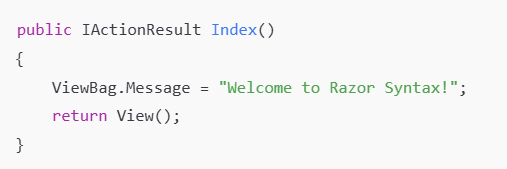 public IActionResult Index()
{
    ViewBag.Message = "Welcome to Razor Syntax!";
    return View();
}